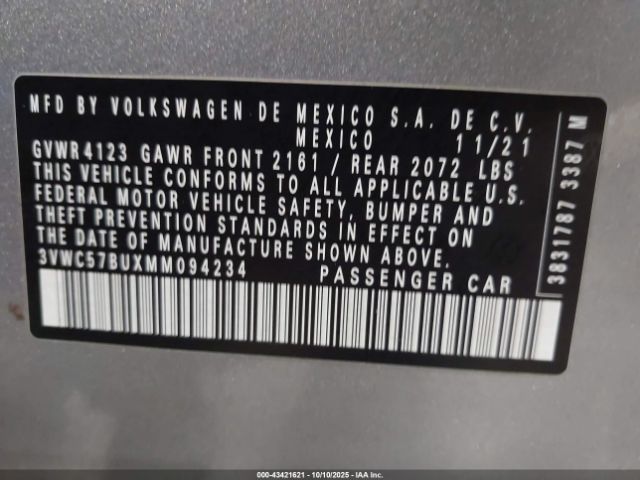 MFD BY VOLKSWAGEN DE MEXICO S.A. DE C.V.
MEXICO 11/21
GVWR 4123 GAWR FRONT 2161 / REAR 2072 LBS
THIS VEHICLE CONFORMS TO ALL APPLICABLE U.S.
FEDERAL MOTOR VEHICLE SAFETY, BUMPER AND
THEFT PREVENTION STANDARDS IN EFFECT ON
THE DATE OF MANUFACTURE SHOWN ABOVE.
3VWC57BUXMM094234 PASSENGER CAR
3831787 3387 M
000-43421621 - 10/10/2025 - IAA Inc.